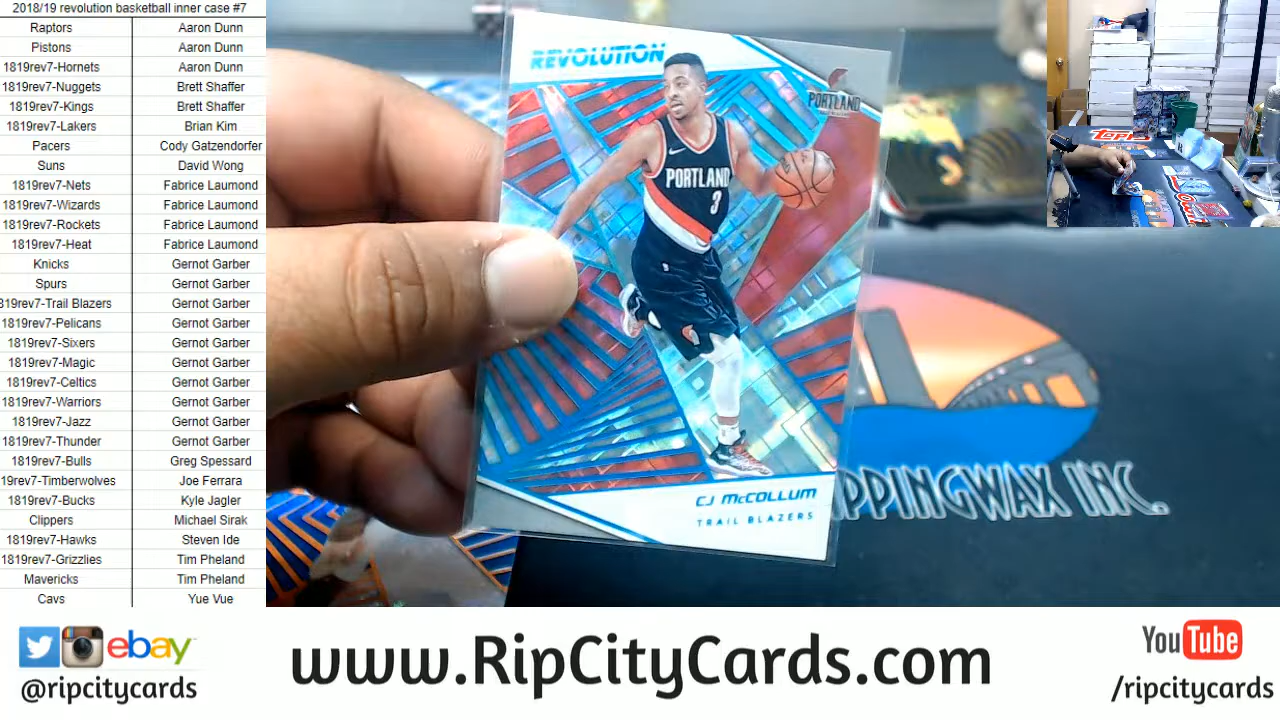 2018/19 revolution basketball inner case #7
Raptors Aaron Dunn
Pistons Aaron Dunn
1819rev7-Hornets Aaron Dunn
1819rev7-Nuggets Brett Shaffer
1819rev7-Kings Brett Shaffer
1819rev7-Lakers Brian Kim
Pacers Cody Gatzendorfer
Suns David Wong
1819rev7-Nets Fabrice Laumond
1819rev7-Wizards Fabrice Laumond
1819rev7-Rockets Fabrice Laumond
1819rev7-Heat Fabrice Laumond
Knicks Gernot Garber
Spurs Gernot Garber
819rev7-Trail Blazers Gernot Garber
1819rev7-Pelicans Gernot Garber
1819rev7-Sixers Gernot Garber
1819rev7-Magic Gernot Garber
1819rev7-Celtics Gernot Garber
1819rev7-Warriors Gernot Garber
1819rev7-Jazz Gernot Garber
1819rev7-Thunder Gernot Garber
1819rev7-Bulls Greg Spessard
19rev7-Timberwolves Joe Ferrara
1819rev7-Bucks Kyle Jagler
Clippers Michael Sirak
1819rev7-Hawks Steven Ide
1819rev7-Grizzlies Tim Pheland
Mavericks Tim Pheland
Cavs Yue Vue
REVOLUTION
PORTLAND
PORTLAND
3
CJ McCOLLUM
TRAIL BLAZERS
PPINGWAX INC.
Topps
ebay
@ripcitycards
www.RipCityCards.com
YouTube
/ripcitycards